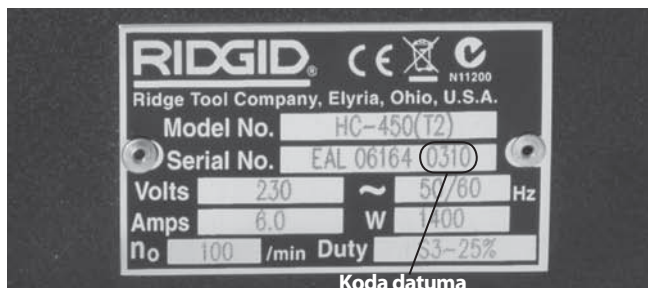 RIDGID®
N11200
Ridge Tool Company, Elyria, Ohio, U.S.A.
Model No. HC-450(T2)
Serial No. EAL 06164 0310
Volts 230 ~ 50/60 Hz
Amps 6.0 W 1400
no 100 /min Duty S3-25%
Koda datuma